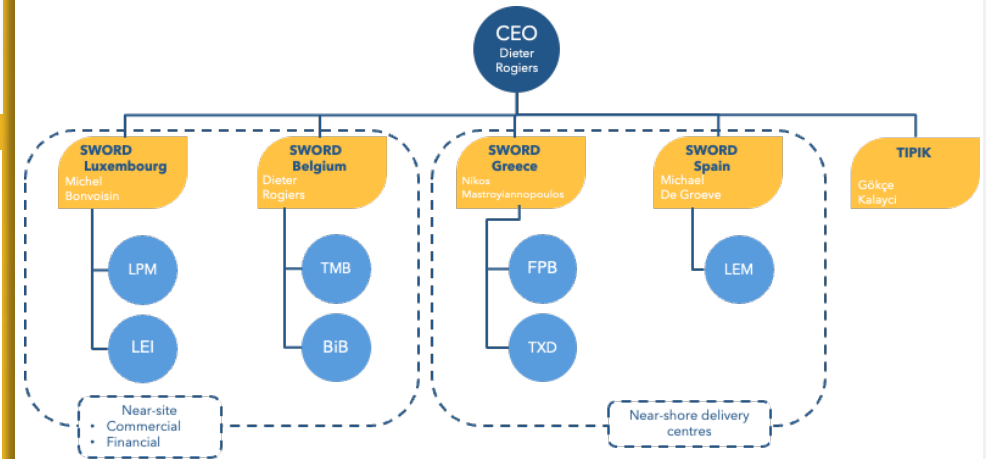 CEO
Dieter
Rogiers
SWORD
Luxembourg
Michel
Bonvoisin
SWORD
Belgium
Dieter
Rogiers
SWORD
Greece
Nikos
Mastroyiannopoulos
SWORD
Spain
Michael
De Groeve
TIPIK
Gökçe
Kalayci
LPM
TMB
FPB
LEM
LEI
BiB
TXD
Near-site
• Commercial
• Financial
Near-shore delivery
centres